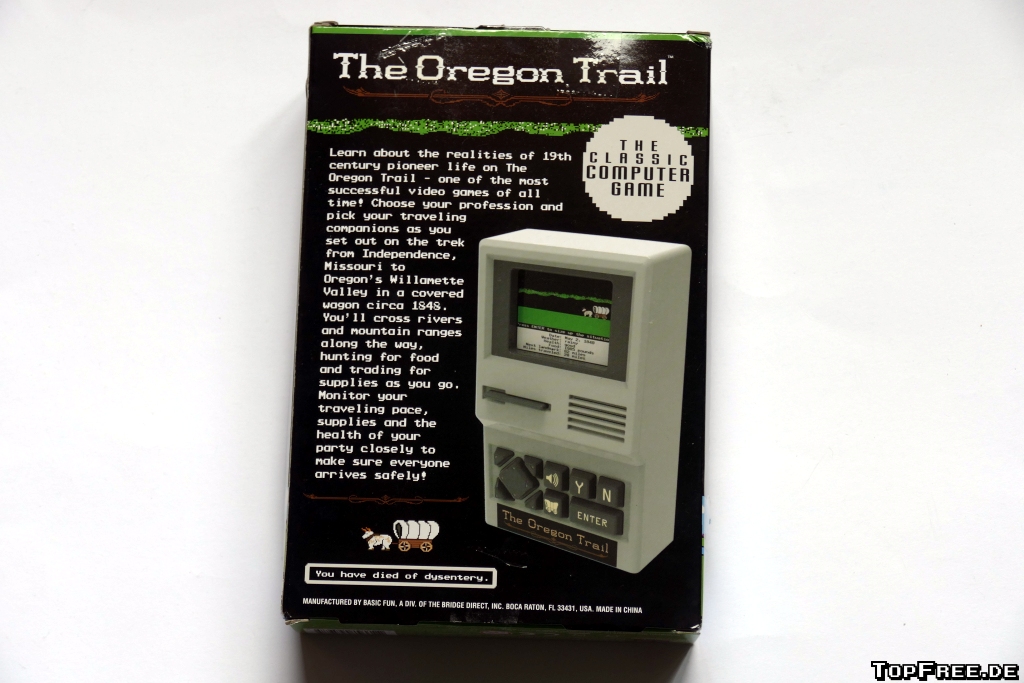 The Oregon Trail™
THE
CLASSIC
COMPUTER
GAME
Learn about the realities of 19th
century pioneer life on The
Oregon Trail - one of the most
successful video games of all
time! Choose your profession and
pick your traveling
companions as you
set out on the trek
from Independence,
Missouri to
Oregon's Willamette
Valley in a covered
wagon circa 1848.
You'll cross rivers
and mountain ranges
along the way,
hunting for food
and trading for
supplies as you go.
Monitor your
traveling pace,
supplies and the
health of your
party closely to
make sure everyone
arrives safely!
Y N
ENTER
The Oregon Trail
You have died of dysentery.
MANUFACTURED BY BASIC FUN, A DIV. OF THE BRIDGE DIRECT, INC. BOCA RATON, FL 33431, USA. MADE IN CHINA
TOPFREE.DE